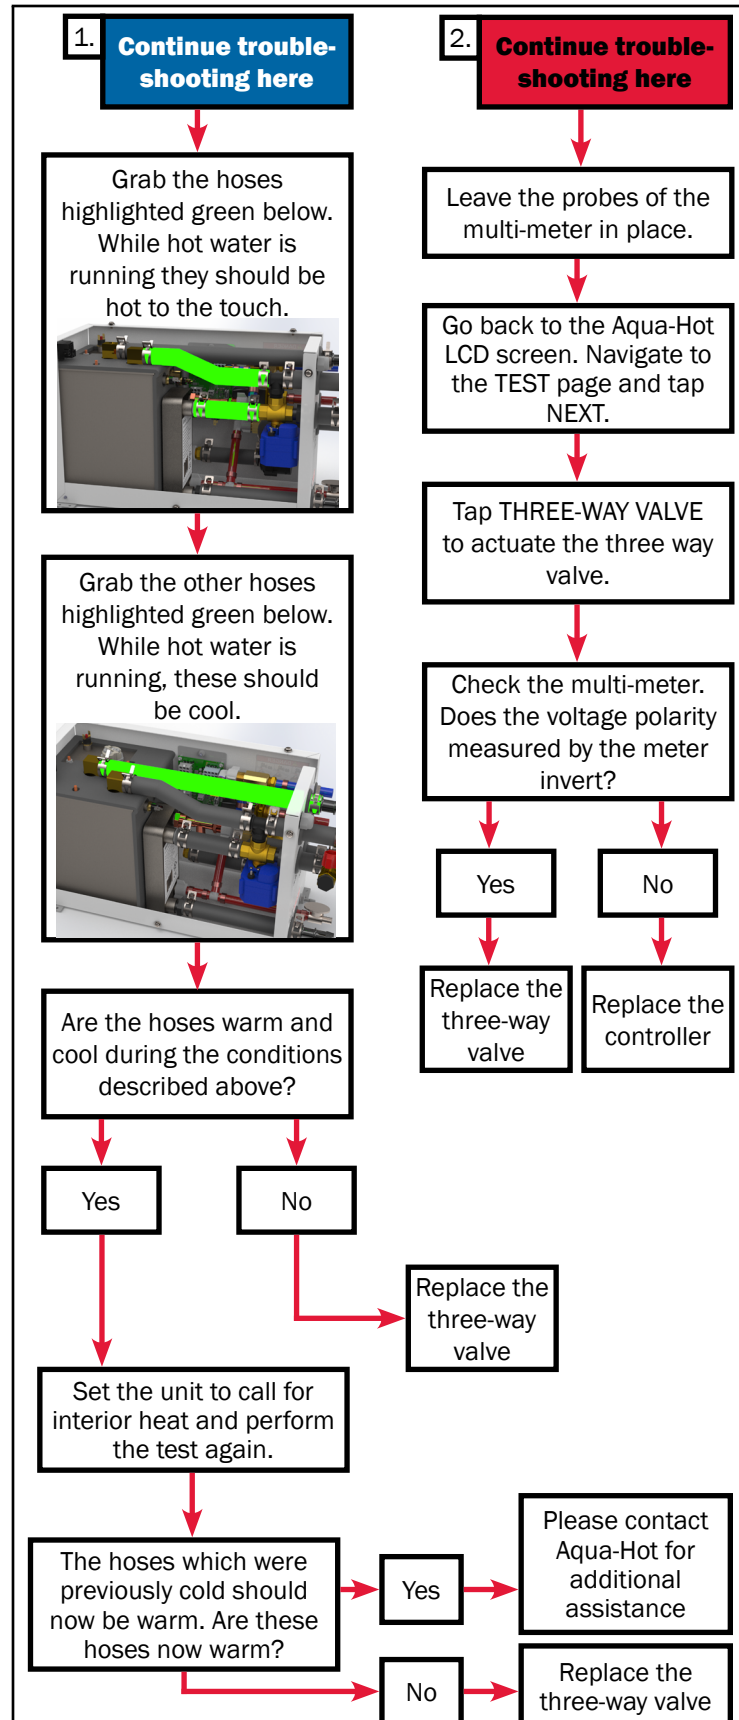 1.
Continue trouble-
shooting here
Grab the hoses
highlighted green below.
While hot water is
running they should be
hot to the touch.
Grab the other hoses
highlighted green below.
While hot water is
running, these should
be cool.
Are the hoses warm and
cool during the conditions
described above?
Yes
No
Replace the
three-way
valve
Set the unit to call for
interior heat and perform
the test again.
The hoses which were
previously cold should
now be warm. Are these
hoses now warm?
Yes
Please contact
Aqua-Hot for
additional
assistance
No
Replace the
three-way valve
2.
Continue trouble-
shooting here
Leave the probes of the
multi-meter in place.
Go back to the Aqua-Hot
LCD screen. Navigate to
the TEST page and tap
NEXT.
Tap THREE-WAY VALVE
to actuate the three way
valve.
Check the multi-meter.
Does the voltage polarity
measured by the meter
invert?
Yes
No
Replace the
three-way
valve
Replace the
controller